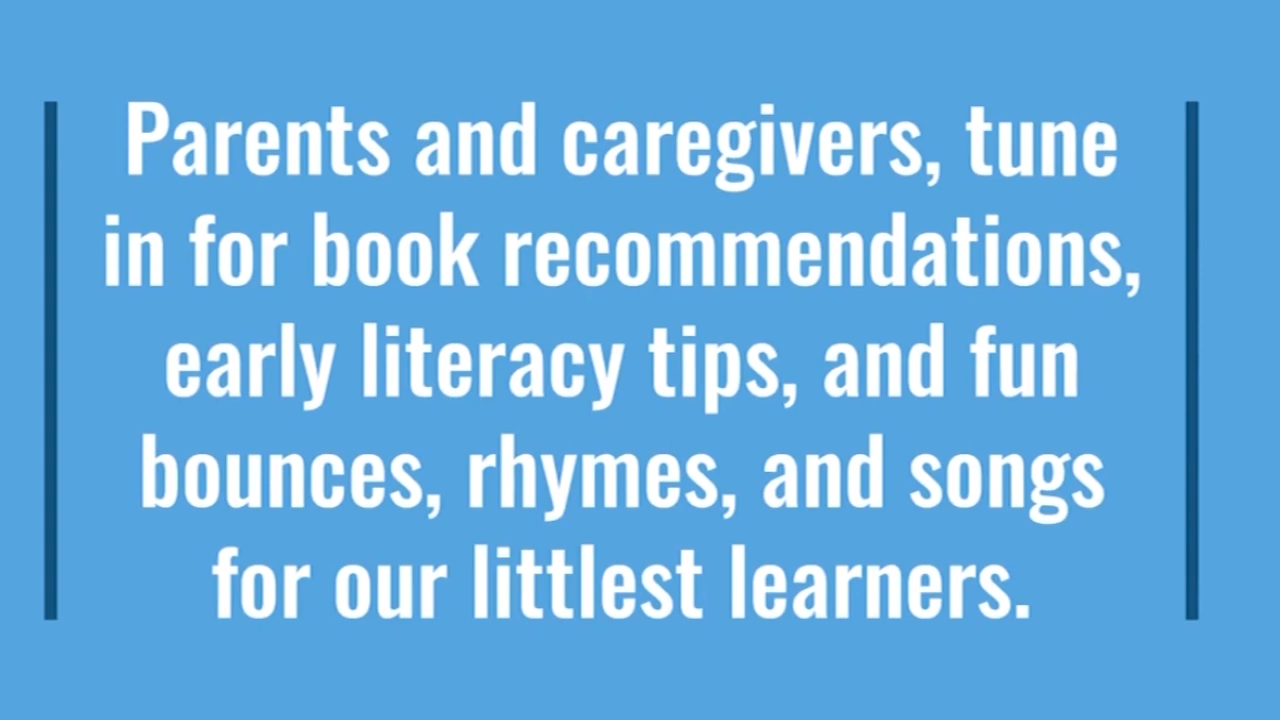 Parents and caregivers, tune
in for book recommendations,
early literacy tips, and fun
bounces, rhymes, and songs
for our littlest learners.